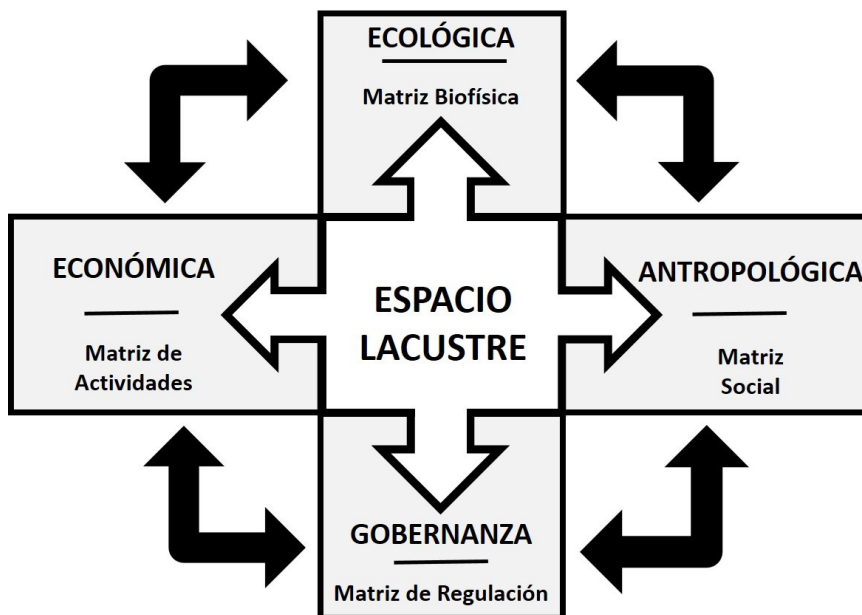 ECOLÓGICA
Matriz Biofísica
ECONÓMICA
Matriz de
Actividades
ESPACIO
LACUSTRE
ANTROPOLÓGICA
Matriz
Social
GOBERNANZA
Matriz de Regulación